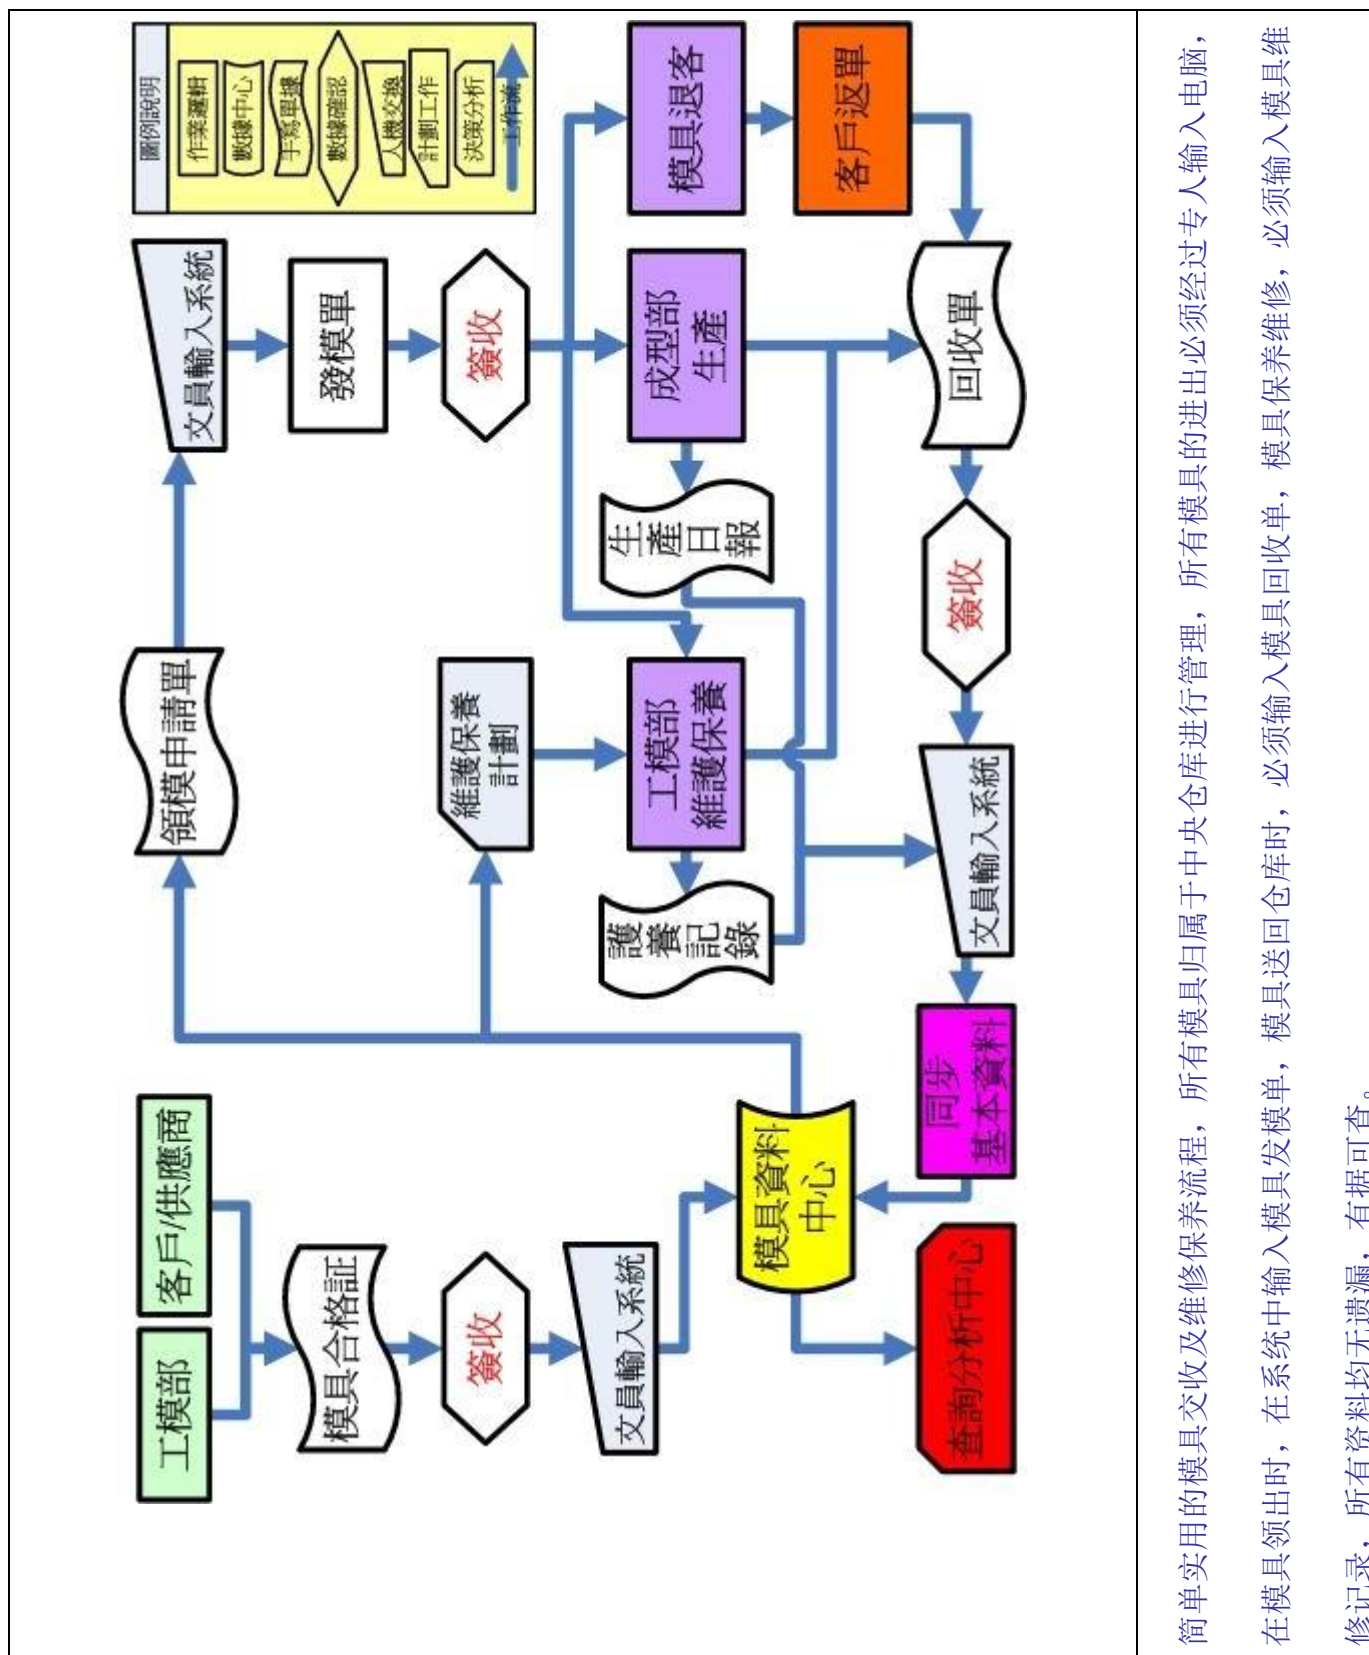 工模部
客戶/供應商
模具合格証
簽收
文員輸入系統
模具資料
中心
查詢分析中心
領模申請單
文員輸入系統
發模單
簽收
維護保養
計劃
工模部
維護保養
護養記錄
成型部
生產
生產日報
模具退客
客戶返單
回收單
簽收
文員輸入系統
同步
基本資料
圖例說明
作業邏輯
數據中心
手寫單據
數據確認
人機交換
計劃工作
決策分析
工作流
简单实用的模具交收及维修保养流程，所有模具归属于中央仓库进行管理，所有模具的进出必须经过专人输入电脑，
在模具领出时，在系统中输入模具发模单，模具送回仓库时，必须输入模具回收单，模具保养维修，必须输入模具维
修记录，所有资料均无遗漏，有据可查。